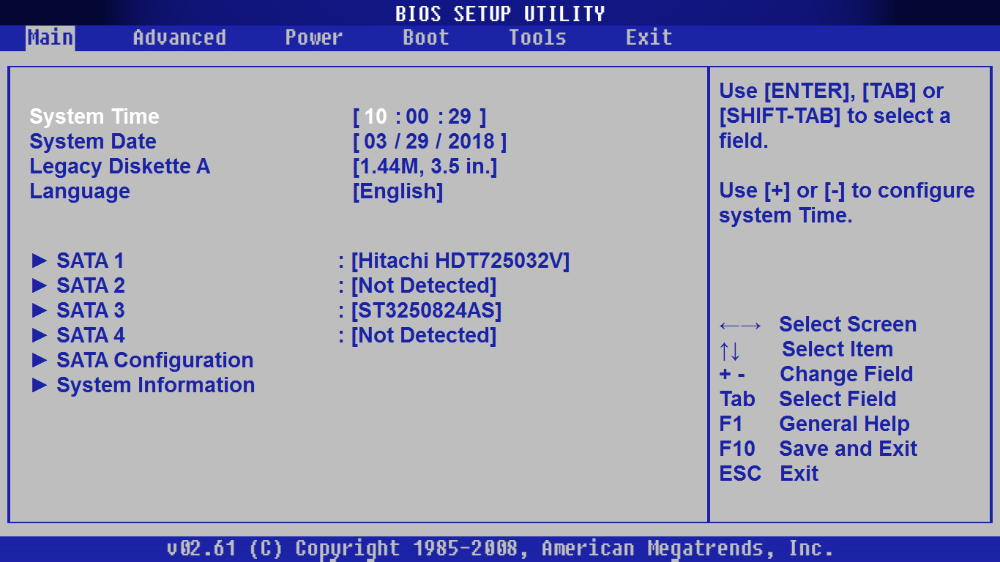 BIOS SETUP UTILITY
Main Advanced Power Boot Tools Exit
System Time [ 10 : 00 : 29 ]
System Date [ 03 / 29 / 2018 ]
Legacy Diskette A [1.44M, 3.5 in.]
Language [English]
► SATA 1 : [Hitachi HDT725032V]
► SATA 2 : [Not Detected]
► SATA 3 : [ST3250824AS]
► SATA 4 : [Not Detected]
► SATA Configuration
► System Information
Use [ENTER], [TAB] or
[SHIFT-TAB] to select a
field.
Use [+] or [-] to configure
system Time.
←→ Select Screen
↑↓ Select Item
+ - Change Field
Tab Select Field
F1 General Help
F10 Save and Exit
ESC Exit
v02.61 (C) Copyright 1985-2008, American Megatrends, Inc.